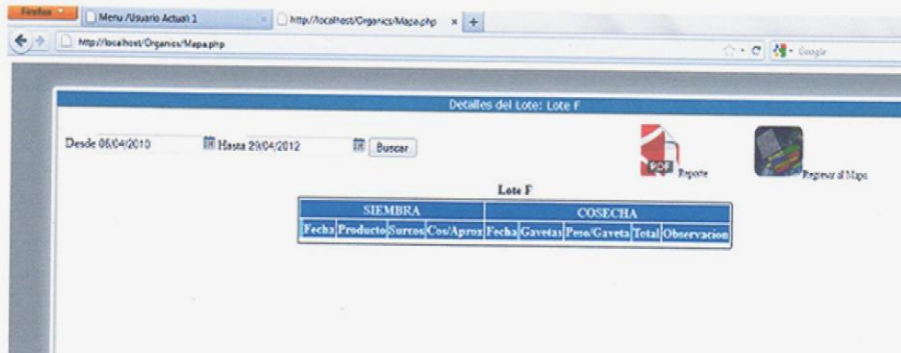 Firefox
Menu /Usuario Actual: 1
http://localhost/Organics/Mapa.php
http://localhost/Organics/Mapa.php
Google
Detalles del Lote: Lote F
Desde 06/04/2010 Hasta 29/04/2012 Buscar
PDF Reporte Regresar al Mapa
Lote F
SIEMBRA COSECHA
Fecha Producto Surcos Cos/Aprox Fecha Gavetas Peso/Gaveta Total Observacion